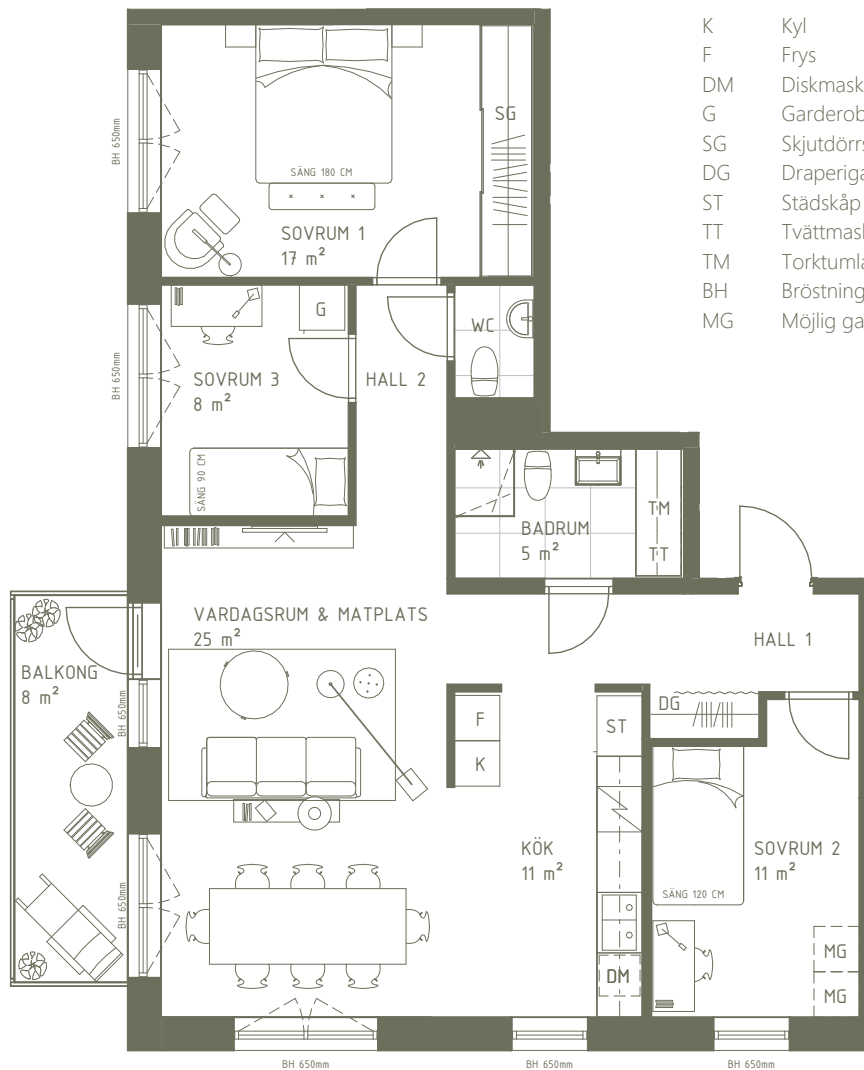 K Kyl
F Frys
DM
G
SG
DG
ST Städskåp
TT
TM
BH Bröstning
MG Möjlig
SG
BH 650mm
SÄNG 180 CM
SOVRUM 1
17 m²
WC
G
BH 650mm
SOVRUM 3
8 m²
HALL 2
SÄNG 90 CM
TM
BADRUM
5 m²
TT
VARDAGSRUM & MATPLATS
25 m²
HALL 1
BALKONG
8 m²
BH 650mm
DG
F
ST
K
KÖK
11 m²
SOVRUM 2
11 m²
SÄNG 120 CM
BH 650mm
MG
DM
MG
BH 650mm
BH 650mm
BH 650mm